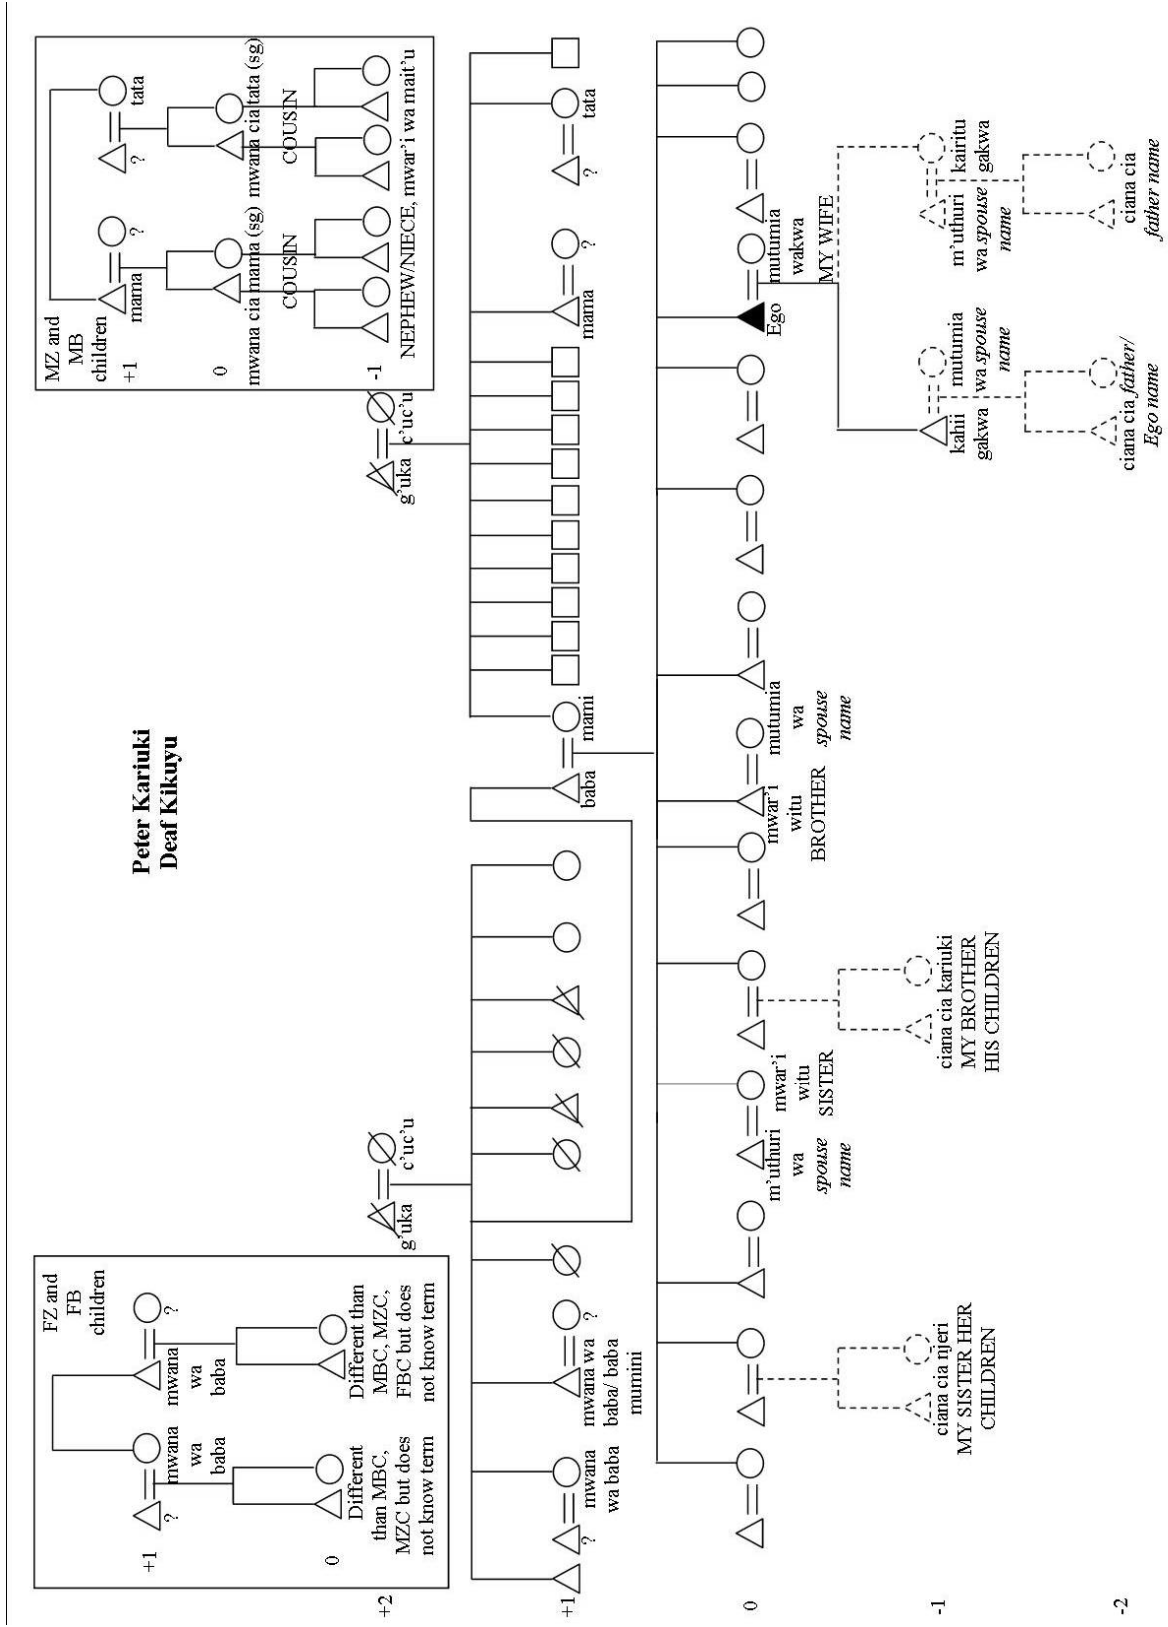 Peter Kariuki
Deaf Kikuyu
FZ and
FB
children
+1
?
mwana
wa
baba
mwana
wa
baba
?
0
Different
than MBC,
MZC but does
not know term
Different than
MBC, MZC,
FBC but does
not know term
MZ and
MB
children
+1
mama
?
?
tata
0
mwana cia mama (sg)
COUSIN
mwana cia tata (sg)
COUSIN
-1
NEPHEW/NIECE, mwar'i wa mait'u
+2
g'uka
c'uc'u
g'uka
c'uc'u
+1
?
mwana
wa baba
mwana wa
baba/ baba
mumini
?
baba
mami
mama
?
?
tata
0
m'uthuri
wa
spouse
name
mwar'i
witu
SISTER
mwar'i
witu
BROTHER
mutumia
wa
spouse
name
Ego
mutumia
wakwa
MY WIFE
-1
ciana cia njeri
MY SISTER HER
CHILDREN
ciana cia kariuki
MY BROTHER
HIS CHILDREN
kahii
gakwa
mutumia
wa spouse
name
m'uthuri
wa spouse
name
kairitu
gakwa
-2
ciana cia father/
Ego name
ciana cia
father name